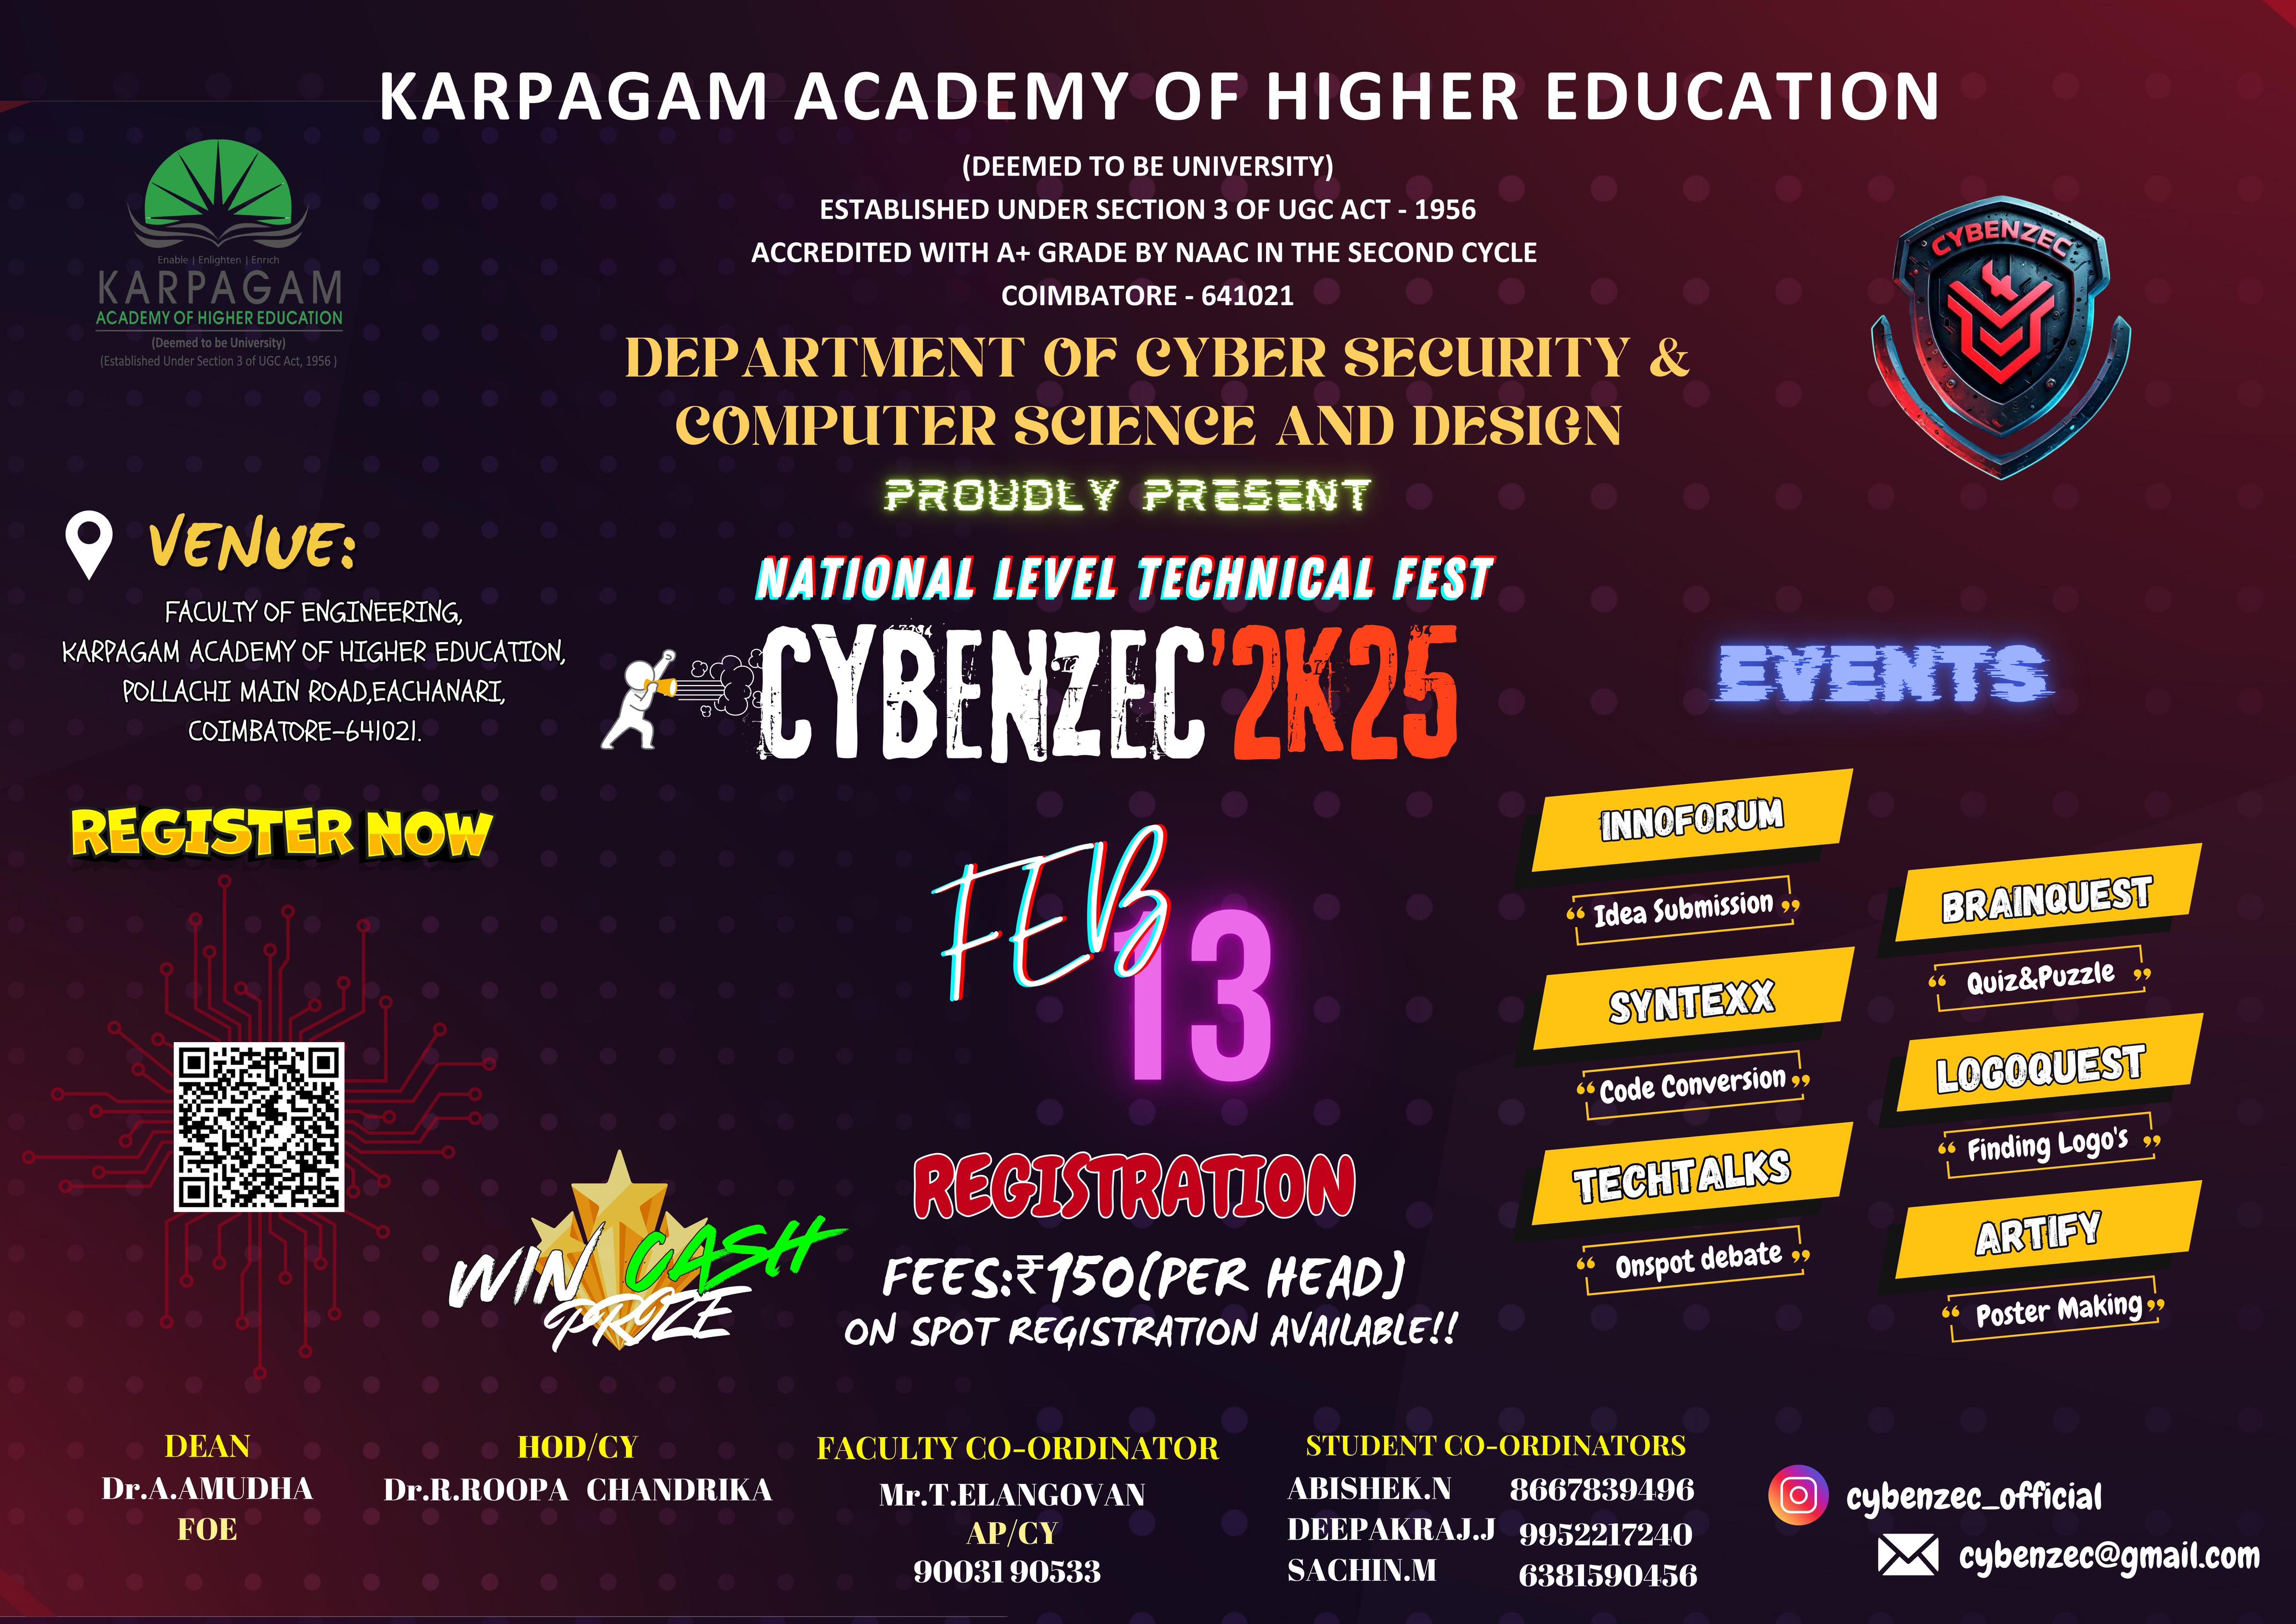 KARPAGAM ACADEMY OF HIGHER EDUCATION
(DEEMED TO BE UNIVERSITY)
ESTABLISHED UNDER SECTION 3 OF UGC ACT - 1956
ACCREDITED WITH A+ GRADE BY NAAC IN THE SECOND CYCLE
COIMBATORE - 641021
Enable | Enlighten | Enrich
KARPAGAM
ACADEMY OF HIGHER EDUCATION
(Deemed to be University)
(Established Under Section 3 of UGC Act, 1956 )
CYBENZEC
DEPARTMENT OF CYBER SECURITY &
COMPUTER SCIENCE AND DESIGN
PROUDLY PRESENT
NATIONAL LEVEL TECHNICAL FEST
CYBENZEC'2K25
VENUE:
FACULTY OF ENGINEERING,
KARPAGAM ACADEMY OF HIGHER EDUCATION,
POLLACHI MAIN ROAD,EACHANARI,
COIMBATORE-641021.
REGISTER NOW
FEB
13
WIN CASH
PRIZE
REGISTRATION
FEES:₹150(PER HEAD)
ON SPOT REGISTRATION AVAILABLE!!
EVENTS
INNOFORUM
“ Idea Submission ”
SYNTEXX
“ Code Conversion ”
TECHTALKS
“ Onspot debate ”
BRAINQUEST
“ Quiz&Puzzle ”
LOGOQUEST
“ Finding Logo's ”
ARTIFY
“ Poster Making ”
DEAN
Dr.A.AMUDHA
FOE
HOD/CY
Dr.R.ROOPA CHANDRIKA
FACULTY CO-ORDINATOR
Mr.T.ELANGOVAN
AP/CY
9003190533
STUDENT CO-ORDINATORS
ABISHEK.N 8667839496
DEEPAKRAJ.J 9952217240
SACHIN.M 6381590456
cybenzec_official
cybenzec@gmail.com